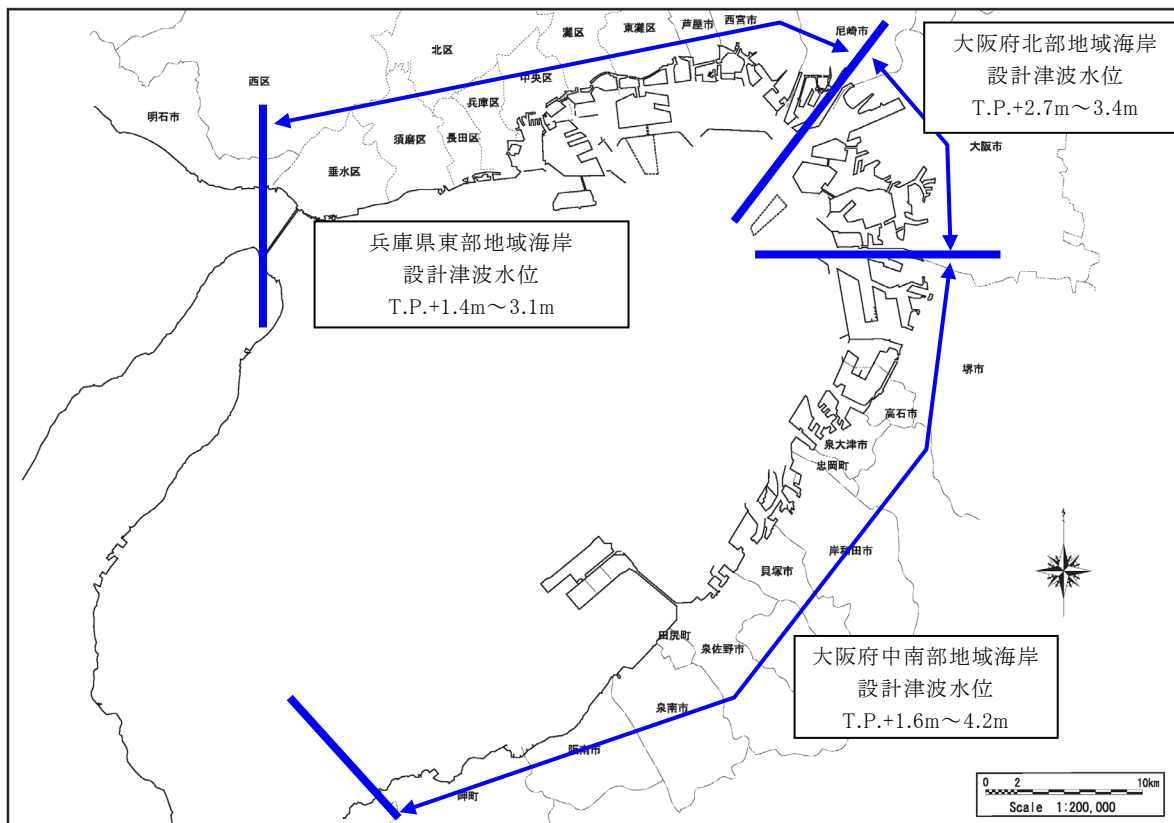 尼崎市
西宮市
芦屋市
東灘区
灘区
北区
中央区
西区
兵庫区
明石市
須磨区
長田区
垂水区
大阪府北部地域海岸
設計津波水位
T.P.+2.7m～3.4m
大阪市
兵庫県東部地域海岸
設計津波水位
T.P.+1.4m～3.1m
堺市
高石市
泉大津市
忠岡町
岸和田市
貝塚市
田尻町
泉佐野市
大阪府中南部地域海岸
設計津波水位
T.P.+1.6m～4.2m
泉南市
阪南市
岬町
0 2 10km
Scale 1:200,000